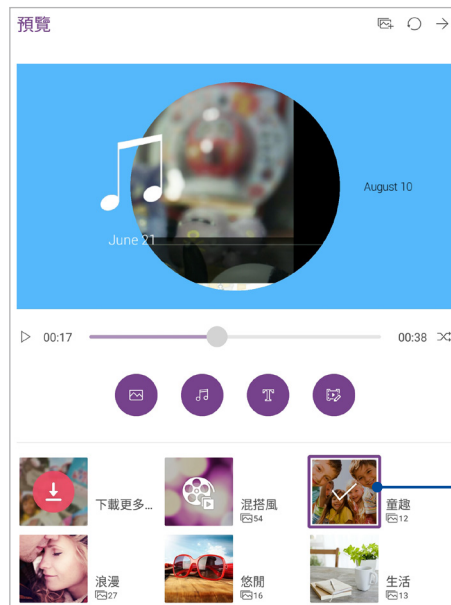 預覽
August 10
June 21
00:17
00:38
下載更多...
混搭風
54
童趣
12
浪漫
27
悠閒
16
生活
13